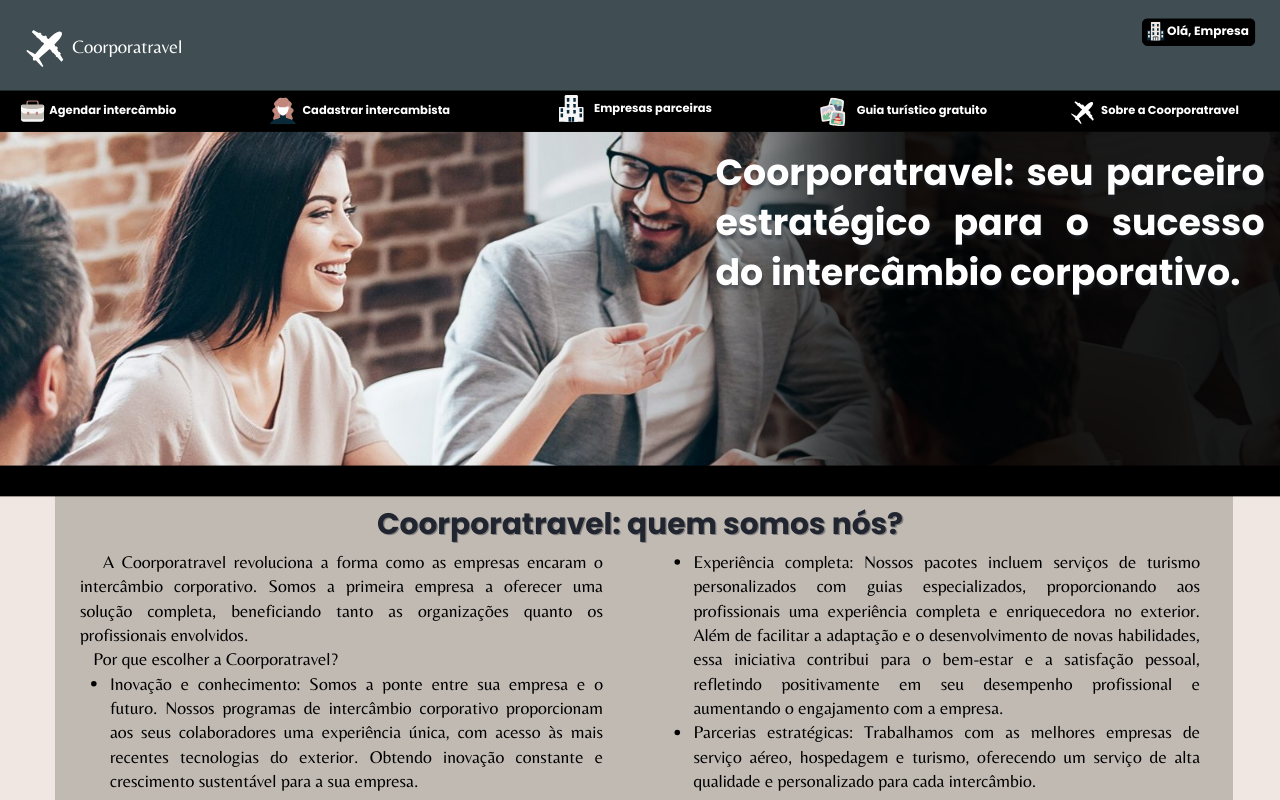 Coorporatravel
Olá, Empresa
Agendar intercâmbio
Cadastrar intercambista
Empresas parceiras
Guia turístico gratuito
Sobre a Coorporatravel
Coorporatravel: seu parceiro
estratégico para o sucesso
do intercâmbio corporativo.
Coorporatravel: quem somos nós?
A Coorporatravel revoluciona a forma como as empresas encaram o
intercâmbio corporativo. Somos a primeira empresa a oferecer uma
solução completa, beneficiando tanto as organizações quanto os
profissionais envolvidos.
Por que escolher a Coorporatravel?
• Inovação e conhecimento: Somos a ponte entre sua empresa e o
futuro. Nossos programas de intercâmbio corporativo proporcionam
aos seus colaboradores uma experiência única, com acesso às mais
recentes tecnologias do exterior. Obtendo inovação constante e
crescimento sustentável para a sua empresa.
• Experiência completa: Nossos pacotes incluem serviços de turismo
personalizados com guias especializados, proporcionando aos
profissionais uma experiência completa e enriquecedora no exterior.
Além de facilitar a adaptação e o desenvolvimento de novas habilidades,
essa iniciativa contribui para o bem-estar e a satisfação pessoal,
refletindo positivamente em seu desempenho profissional e
aumentando o engajamento com a empresa.
• Parcerias estratégicas: Trabalhamos com as melhores empresas de
serviço aéreo, hospedagem e turismo, oferecendo um serviço de alta
qualidade e personalizado para cada intercâmbio.